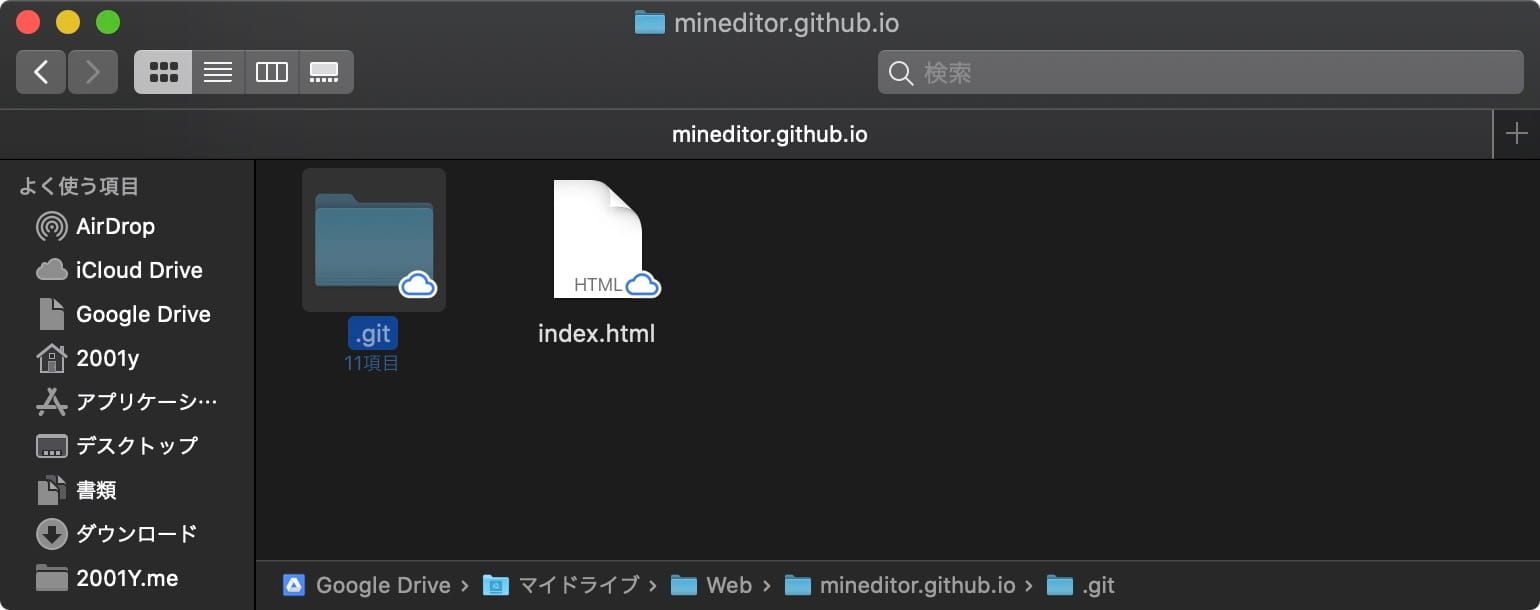 mineditor.github.io
検索
mineditor.github.io
よく使う項目
AirDrop
iCloud Drive
Google Drive
2001y
アプリケーシ…
デスクトップ
書類
ダウンロード
2001Y.me
HTML
.git
11項目
index.html
Google Drive › マイドライブ › Web › mineditor.github.io › .git